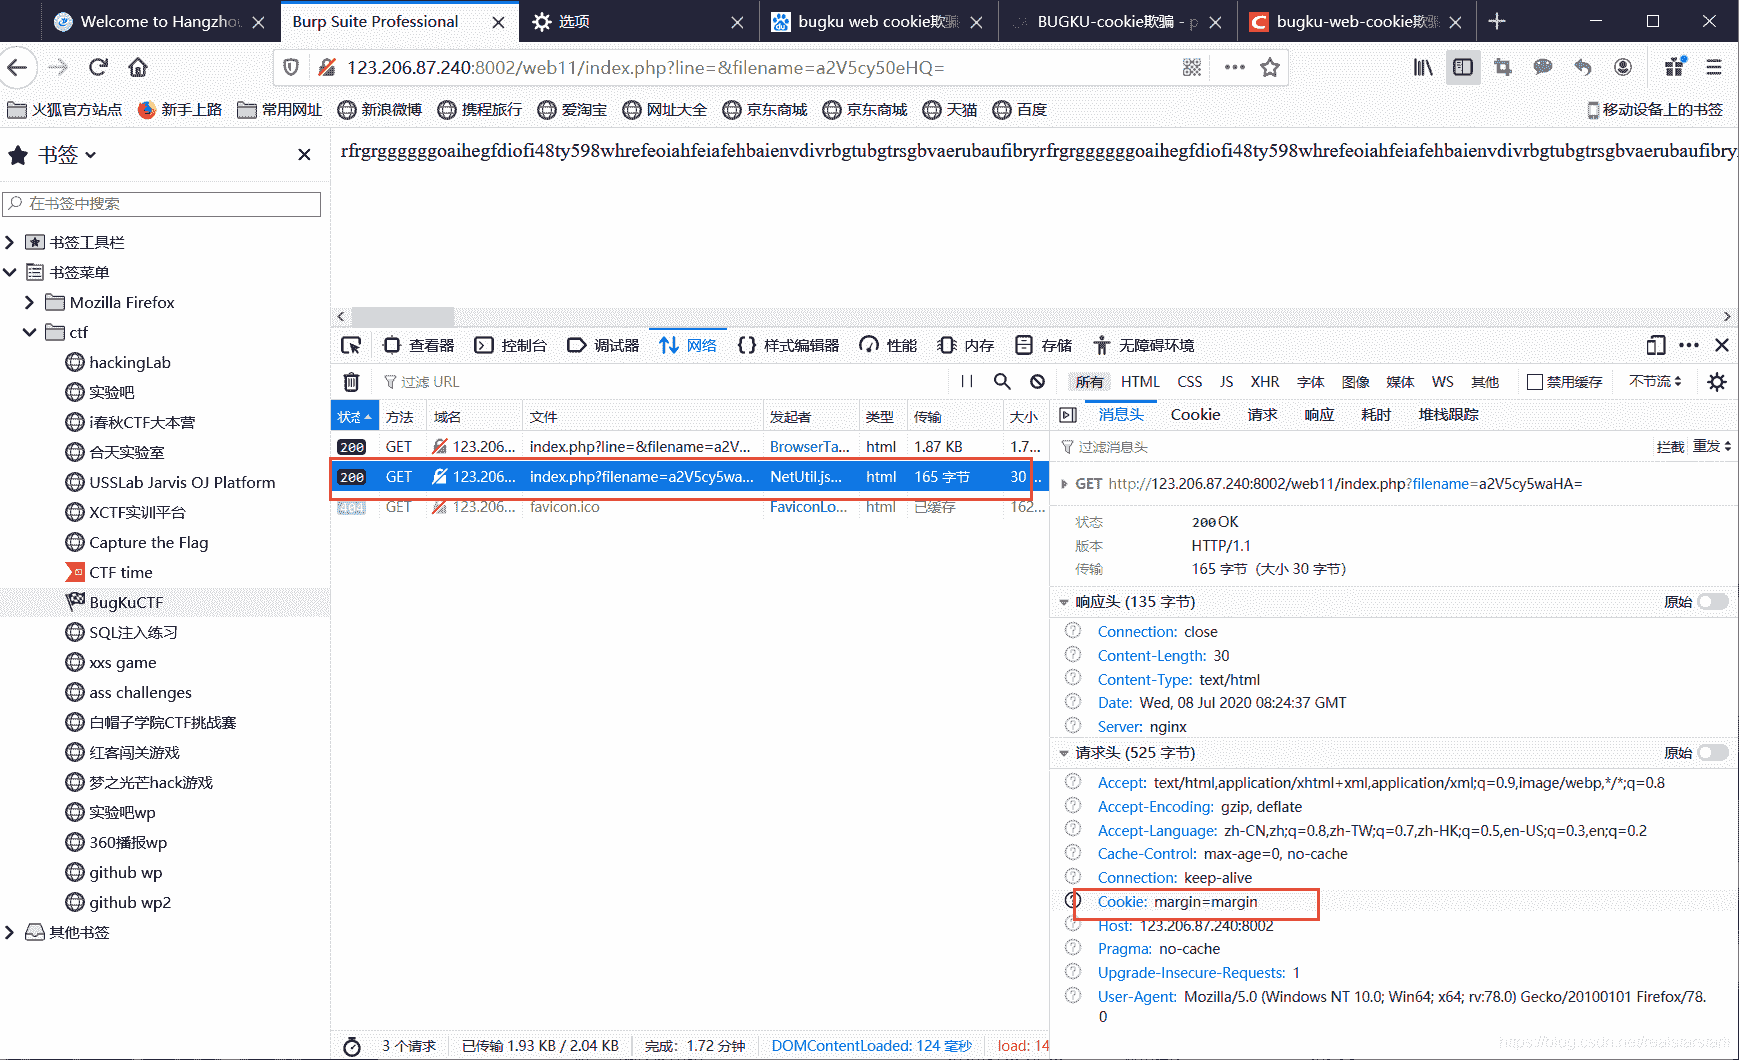 Welcome to Hangzho
Burp Suite Professional
选项
bugku web cookie欺骗
BUGKU-cookie欺骗 - p
bugku-web-cookie欺骗
123.206.87.240:8002/web11/index.php?line=&filename=a2V5cy50eHQ=
火狐官方站点
新手上路
常用网址
新浪微博
携程旅行
爱淘宝
网址大全
京东商城
京东商城
天猫
百度
移动设备上的书签
书签
rfrgrggggggoaihegfdiofi48ty598whrefeoiahfeiafehbaienvdivrbgtubgtrsgbvaerubaufibryrfrgrggggggoaihegfdiofi48ty598whrefeoiahfeiafehbaienvdivrbgtubgtrsgbvaerubaufibry
在书签中搜索
书签工具栏
书签菜单
Mozilla Firefox
ctf
hackingLab
实验吧
i春秋CTF大本营
合天实验室
USSLab Jarvis OJ Platform
XCTF实训平台
Capture the Flag
CTF time
BugKuCTF
SQL注入练习
xxs game
ass challenges
白帽子学院CTF挑战赛
红客闯关游戏
梦之光芒hack游戏
实验吧wp
360播报wp
github wp
github wp2
其他书签
查看器 控制台 调试器 网络 样式编辑器 性能 内存 存储 无障碍环境
过滤 URL
所有 HTML CSS JS XHR 字体 图像 媒体 WS 其他 禁用缓存 不节流
状态 方法 域名 文件 发起者 类型 传输 大小
200 GET 123.206... index.php?line=&filename=a2V... BrowserTa... html 1.87 KB 1.7...
200 GET 123.206... index.php?filename=a2V5cy5wa... NetUtil.js... html 165 字节 30 ...
404 GET 123.206... favicon.ico FaviconLo... html 已缓存 162...
消息头 Cookie 请求 响应 耗时 堆栈跟踪
过滤消息头 拦截 重发
GET http://123.206.87.240:8002/web11/index.php?filename=a2V5cy5waHA=
状态 200 OK
版本 HTTP/1.1
传输 165 字节（大小 30 字节）
响应头 (135 字节) 原始
Connection: close
Content-Length: 30
Content-Type: text/html
Date: Wed, 08 Jul 2020 08:24:37 GMT
Server: nginx
请求头 (525 字节) 原始
Accept: text/html,application/xhtml+xml,application/xml;q=0.9,image/webp,*/*;q=0.8
Accept-Encoding: gzip, deflate
Accept-Language: zh-CN,zh;q=0.8,zh-TW;q=0.7,zh-HK;q=0.5,en-US;q=0.3,en;q=0.2
Cache-Control: max-age=0, no-cache
Connection: keep-alive
Cookie: margin=margin
Host: 123.206.87.240:8002
Pragma: no-cache
Upgrade-Insecure-Requests: 1
User-Agent: Mozilla/5.0 (Windows NT 10.0; Win64; x64; rv:78.0) Gecko/20100101 Firefox/78.
0
3 个请求 已传输 1.93 KB / 2.04 KB 完成：1.72 分钟 DOMContentLoaded: 124 毫秒 load: 14